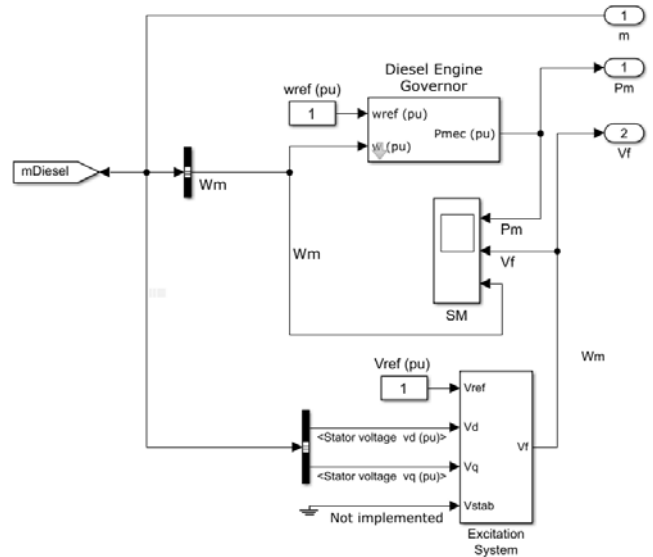 1
m
Diesel Engine
Governor
1
Pm
wref (pu)
1
wref (pu)
Pmec (pu)
w (pu)
2
Vf
mDiesel
Wm
Pm
Wm
Vf
SM
Wm
Vref (pu)
1
Vref
<Stator voltage vd (pu)>
Vd
Vf
<Stator voltage vq (pu)>
Vq
Vstab
Not implemented
Excitation
System